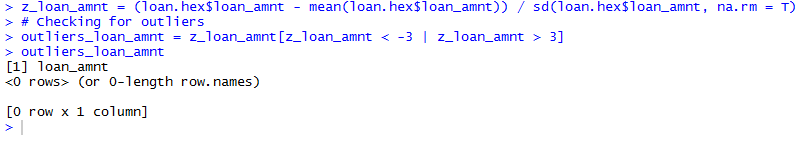 > z_loan_amnt = (loan.hex$loan_amnt - mean(loan.hex$loan_amnt)) / sd(loan.hex$loan_amnt, na.rm = T)
> # Checking for outliers
> outliers_loan_amnt = z_loan_amnt[z_loan_amnt < -3 | z_loan_amnt > 3]
> outliers_loan_amnt
[1] loan_amnt
<0 rows> (or 0-length row.names)
[0 row x 1 column]
>